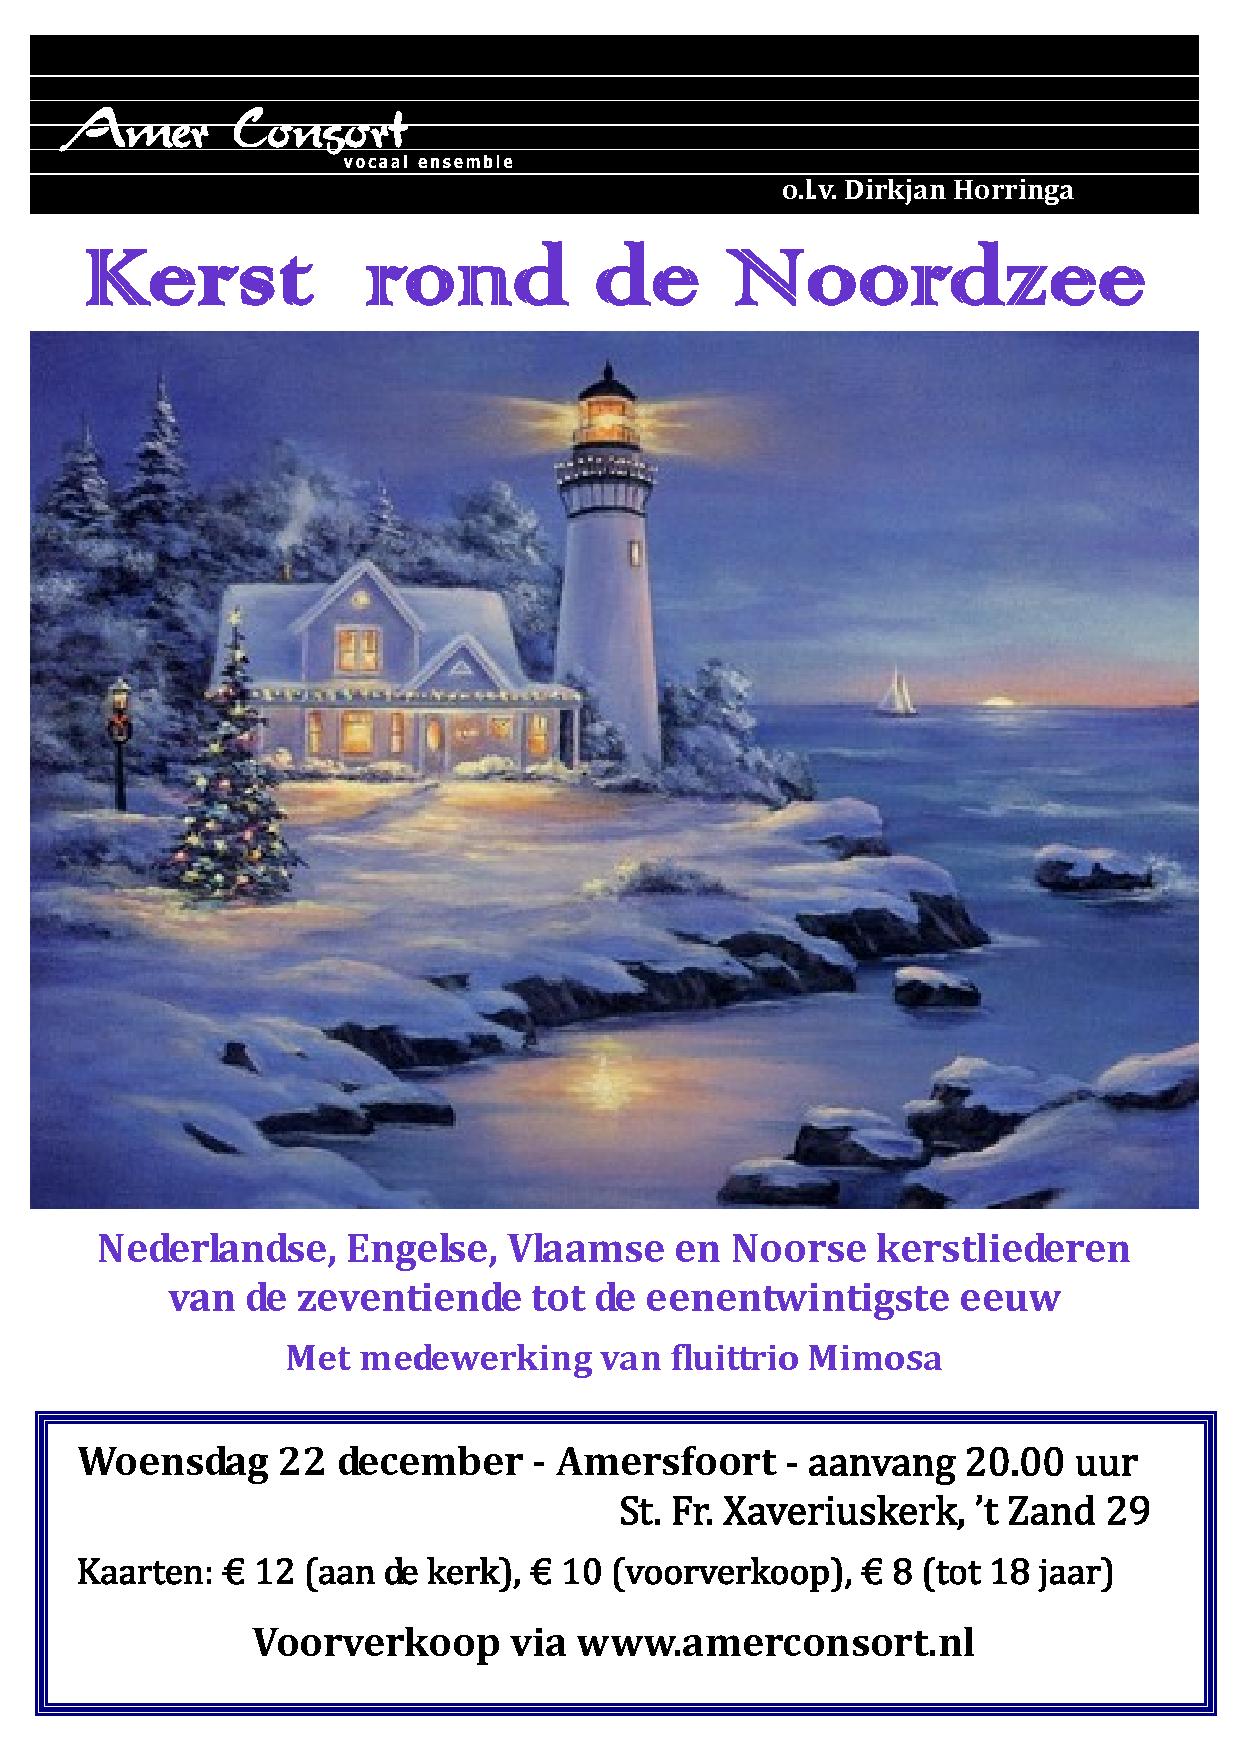 Amer Consort
vocaal ensemble
o.l.v. Dirkjan Horringa
Kerst rond de Noordzee
Nederlandse, Engelse, Vlaamse en Noorse kerstliederen
van de zeventiende tot de eenentwintigste eeuw
Met medewerking van fluittrio Mimosa
Woensdag 22 december - Amersfoort - aanvang 20.00 uur
St. Fr. Xaveriuskerk, ’t Zand 29
Kaarten: € 12 (aan de kerk), € 10 (voorverkoop), € 8 (tot 18 jaar)
Voorverkoop via www.amerconsort.nl